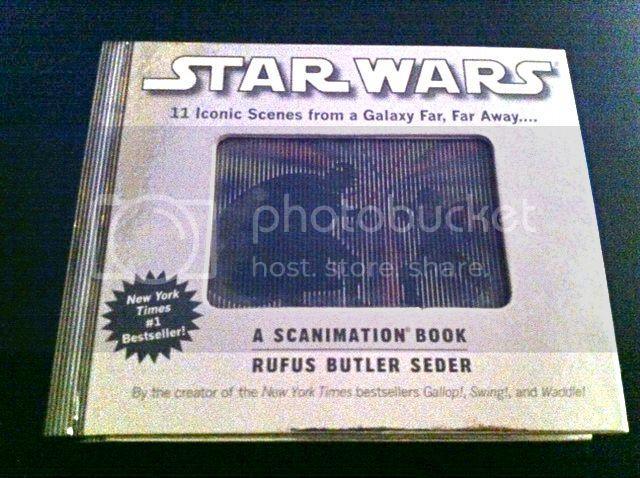 STAR WARS
11 Iconic Scenes from a Galaxy Far, Far Away....
photobucket
host. store. share.
New York
Times
#1
Bestseller!
A SCANIMATION® BOOK
RUFUS BUTLER SEDER
By the creator of the New York Times bestsellers Gallop!, Swing!, and Waddle!